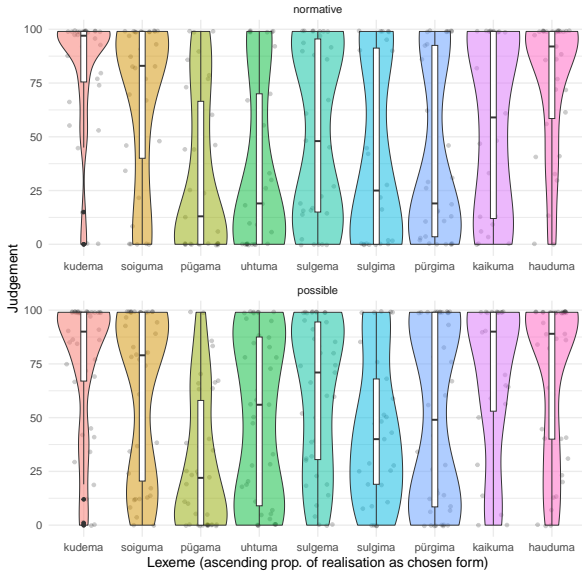 normative
100
75
50
25
0
kudema soiguma pügama uhtuma sulgema sulgima pürgima kaikuma hauduma
Judgement
possible
100
75
50
25
0
kudema soiguma pügama uhtuma sulgema sulgima pürgima kaikuma hauduma
Lexeme (ascending prop. of realisation as chosen form)